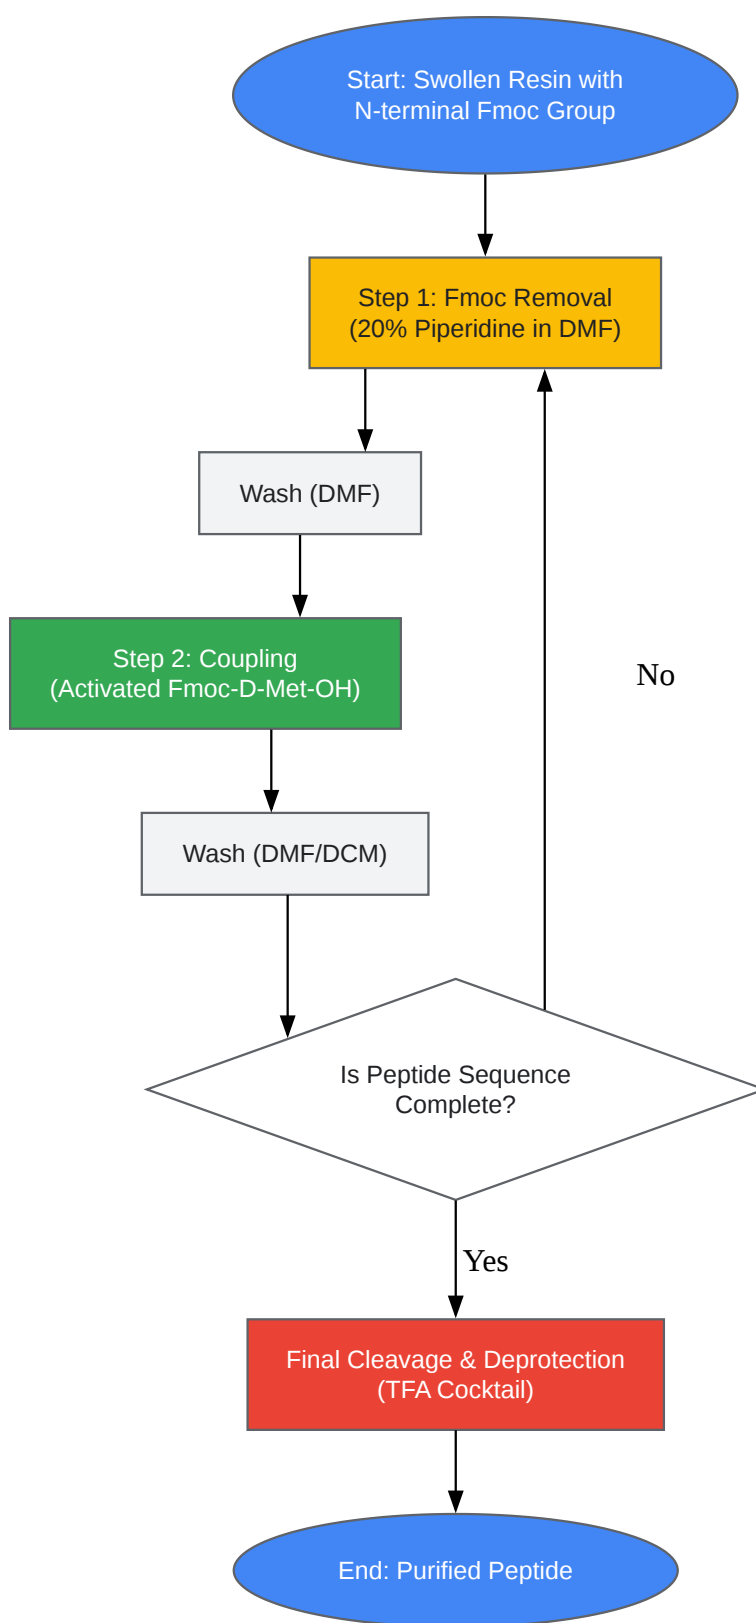 Start: Swollen Resin with
N-terminal Fmoc Group
Step 1: Fmoc Removal
(20% Piperidine in DMF)
Wash (DMF)
Step 2: Coupling
(Activated Fmoc-D-Met-OH)
No
Wash (DMF/DCM)
Is Peptide Sequence
Complete?
Yes
Final Cleavage & Deprotection
(TFA Cocktail)
End: Purified Peptide